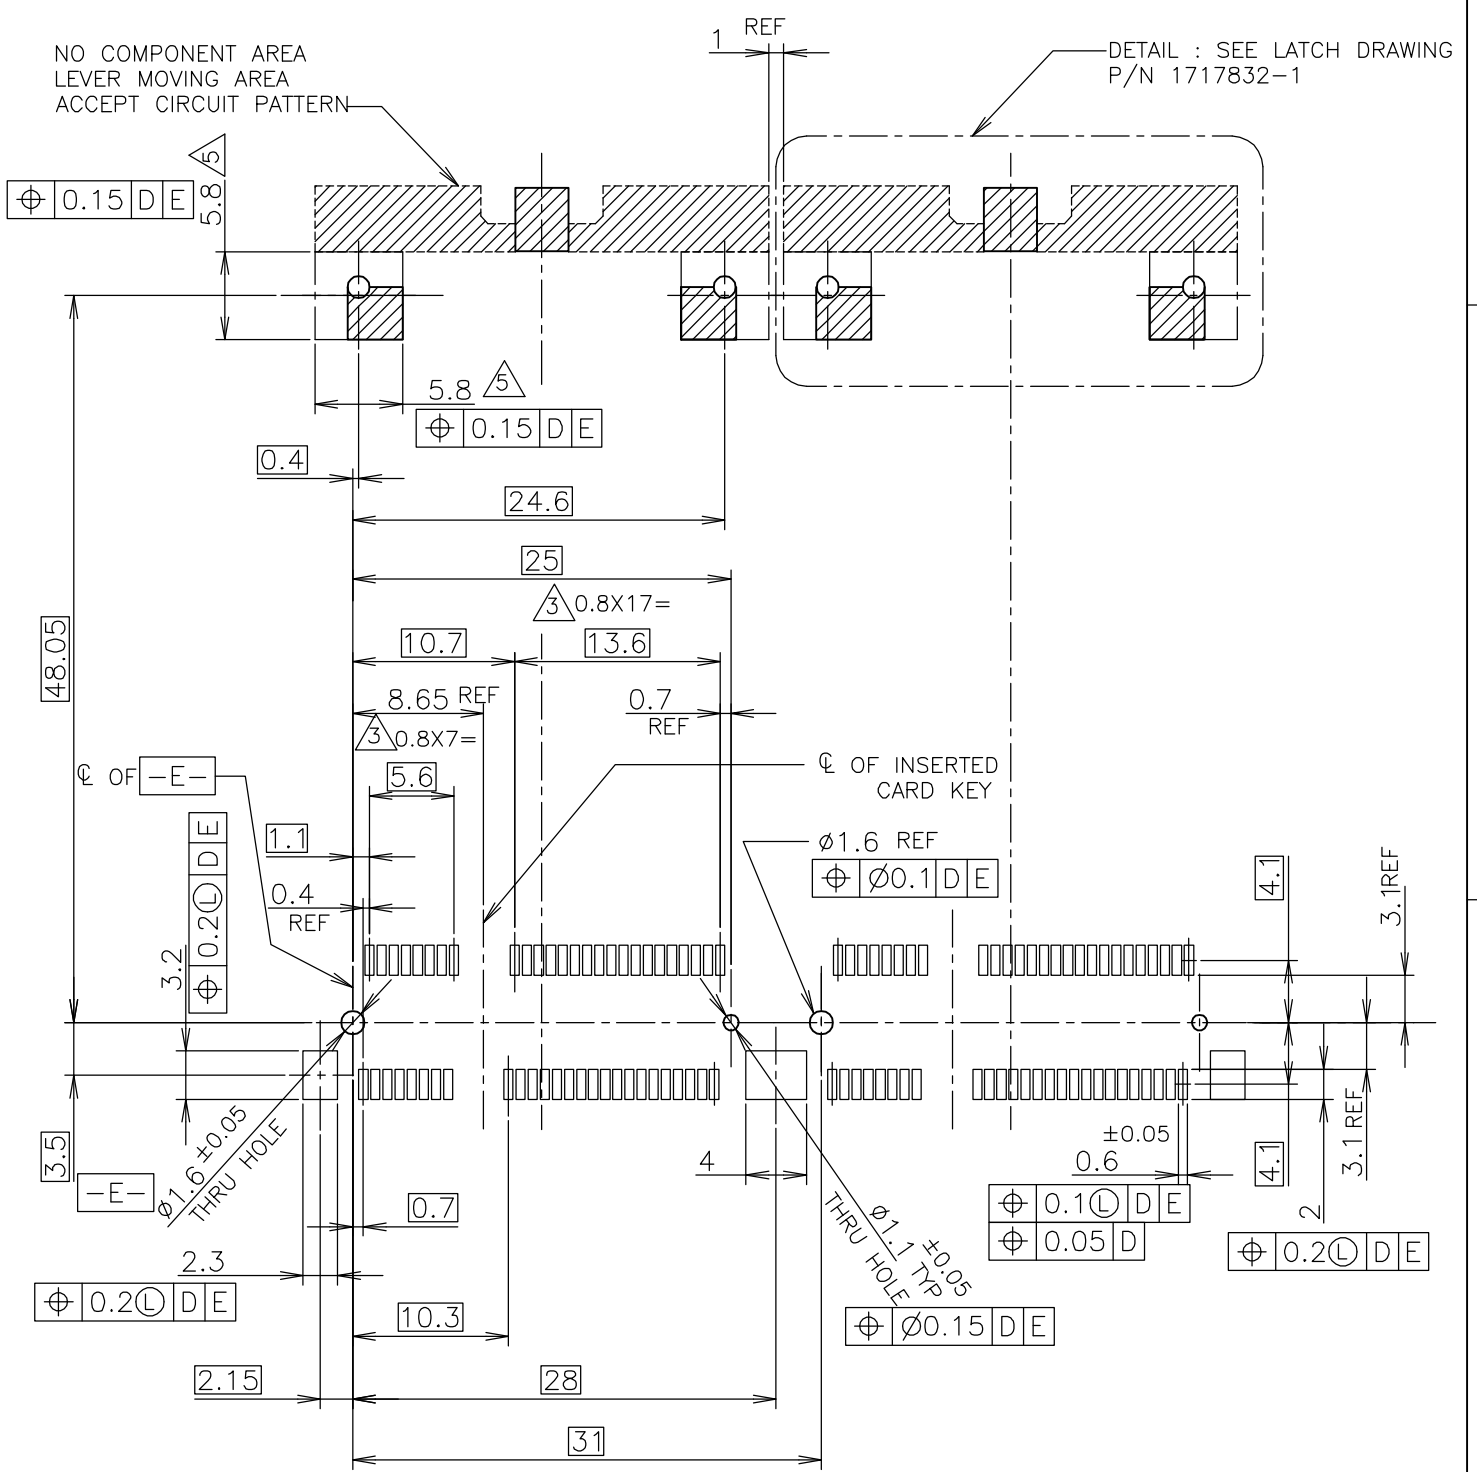 REF
1
NO COMPONENT AREA
LEVER MOVING AREA
ACCEPT CIRCUIT PATTERN
DETAIL : SEE LATCH DRAWING
P/N 1717832-1
5
5.8
⌖ 0.15 D E
5.8 5
⌖ 0.15 D E
0.4
24.6
25
3 0.8X17=
48.05
10.7
13.6
8.65 REF
0.7
REF
3 0.8X7=
℄ OF -E-
5.6
℄ OF INSERTED
CARD KEY
1.1
⌖ 0.2Ⓛ D E
ø1.6 REF
⌖ Ø0.1 D E
0.4
REF
4.1
3.1REF
3.2
3.5
-E-
ø1.6 ±0.05
THRU HOLE
0.7
4
±0.05
0.6
4.1
3.1 REF
2
⌖ 0.1Ⓛ D E
⌖ 0.05 D
⌖ 0.2Ⓛ D E
ø1.1 TYP ±0.05
THRU HOLE
⌖ Ø0.15 D E
2.3
⌖ 0.2Ⓛ D E
10.3
2.15
28
31